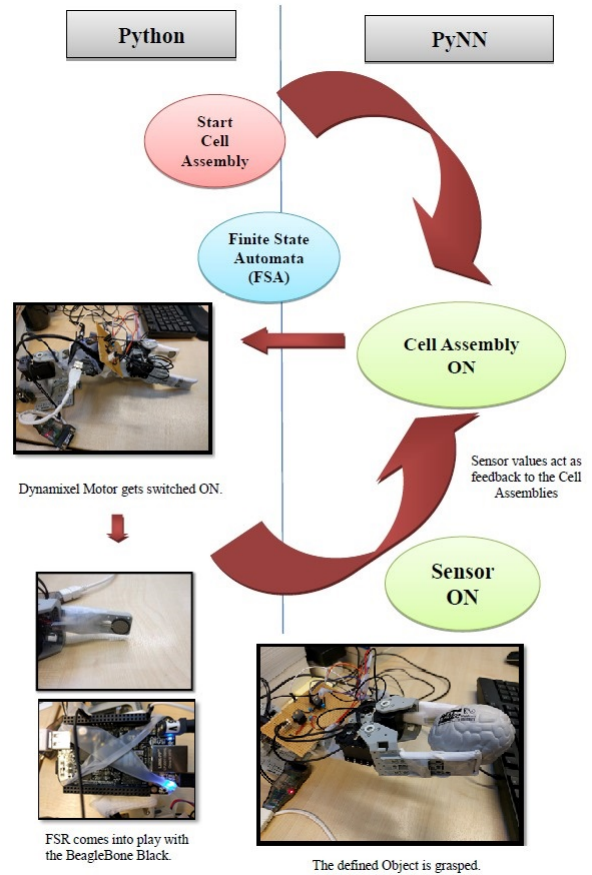 Python
PyNN
Start
Cell
Assembly
Finite State
Automata
(FSA)
Cell Assembly
ON
Dynamixel Motor gets switched ON.
Sensor values act as
feedback to the Cell
Assemblies
Sensor
ON
FSR comes into play with
the BeagleBone Black.
The defined Object is grasped.